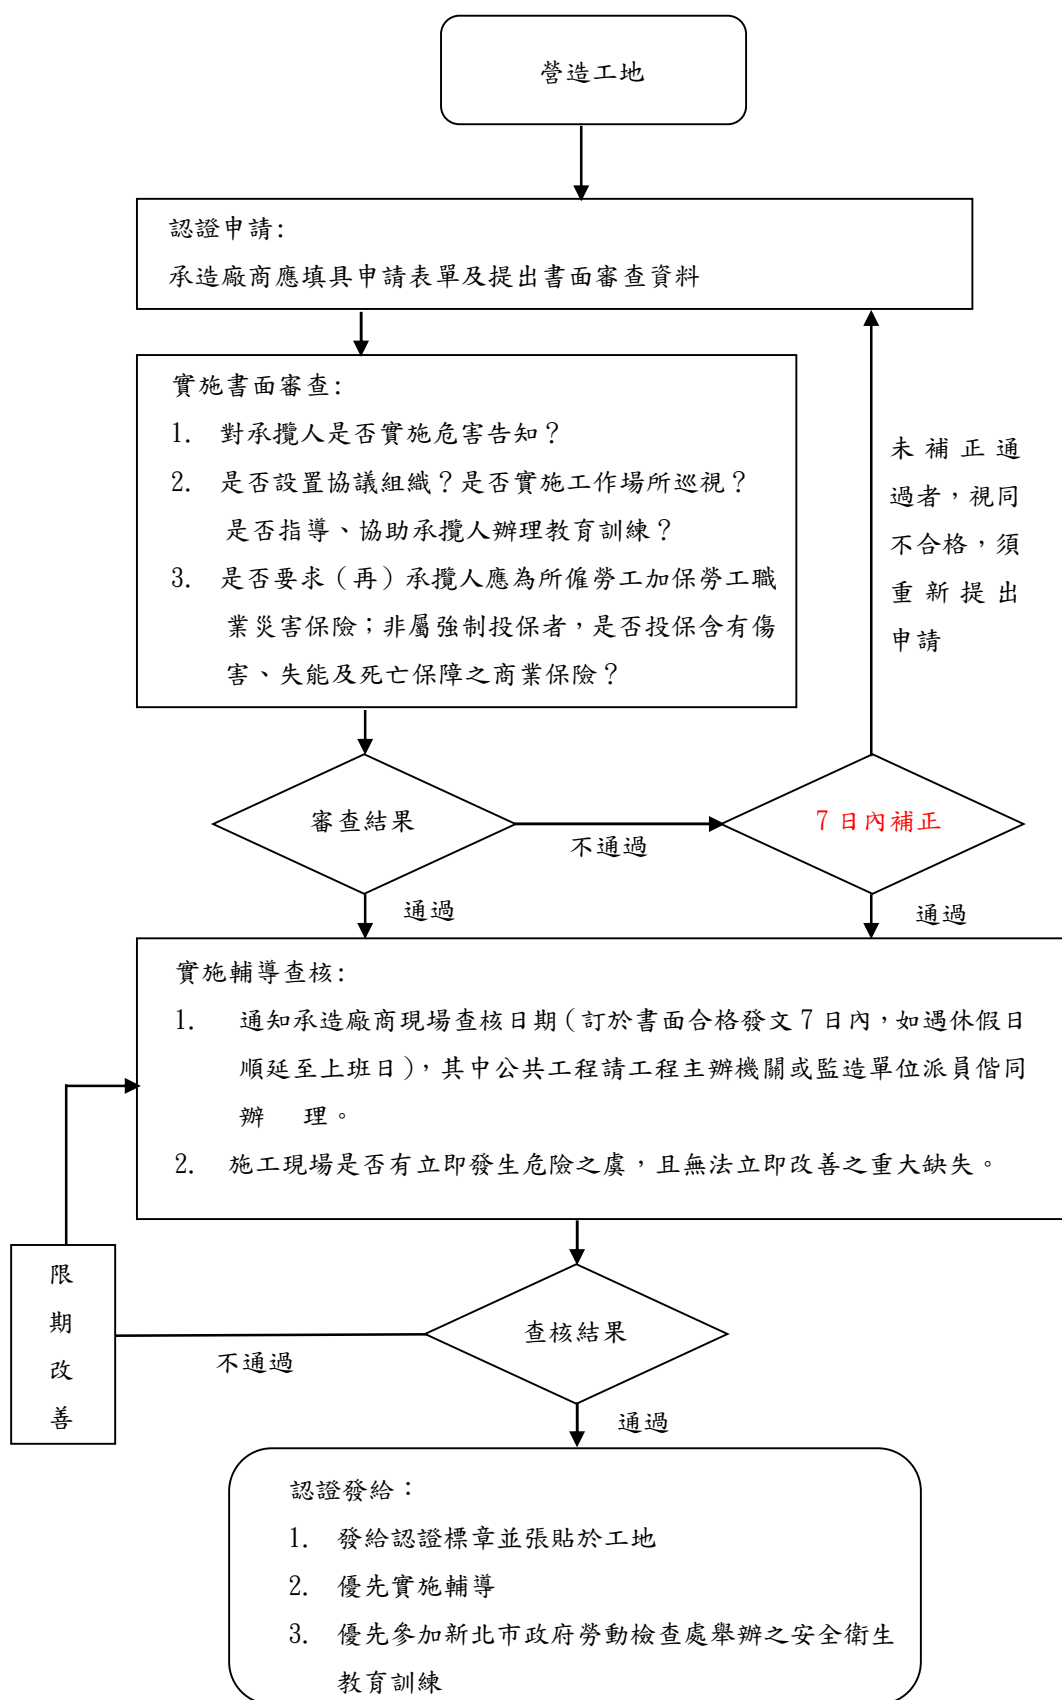 營造工地
認證申請:
承造廠商應填具申請表單及提出書面審查資料
實施書面審查:
1. 對承攬人是否實施危害告知？
2. 是否設置協議組織？是否實施工作場所巡視？
是否指導、協助承攬人辦理教育訓練？
3. 是否要求（再）承攬人應為所僱勞工加保勞工職
業災害保險；非屬強制投保者，是否投保含有傷
害、失能及死亡保障之商業保險？
未補正通
過者，視同
不合格，須
重新提出
申請
審查結果
不通過
7日內補正
通過
通過
實施輔導查核:
1. 通知承造廠商現場查核日期（訂於書面合格發文7日內，如遇休假日
順延至上班日），其中公共工程請工程主辦機關或監造單位派員偕同
辦 理。
2. 施工現場是否有立即發生危險之虞，且無法立即改善之重大缺失。
限
期
改
善
查核結果
不通過
通過
認證發給：
1. 發給認證標章並張貼於工地
2. 優先實施輔導
3. 優先參加新北市政府勞動檢查處舉辦之安全衛生
教育訓練